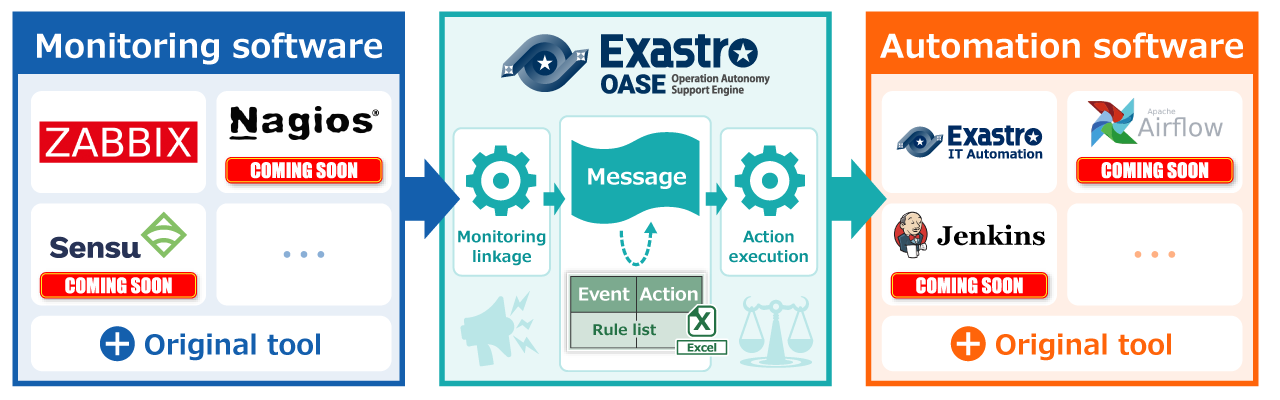 Monitoring software
ZABBIX
Nagios®
COMING SOON
Sensu
COMING SOON
...
+ Original tool
Exastro
OASE Operation Autonomy
Support Engine
Monitoring
linkage
Message
Action
execution
Event Action
Rule list
X
Excel
Automation software
Exastro
IT Automation
Apache
Airflow
COMING SOON
Jenkins
COMING SOON
...
+ Original tool